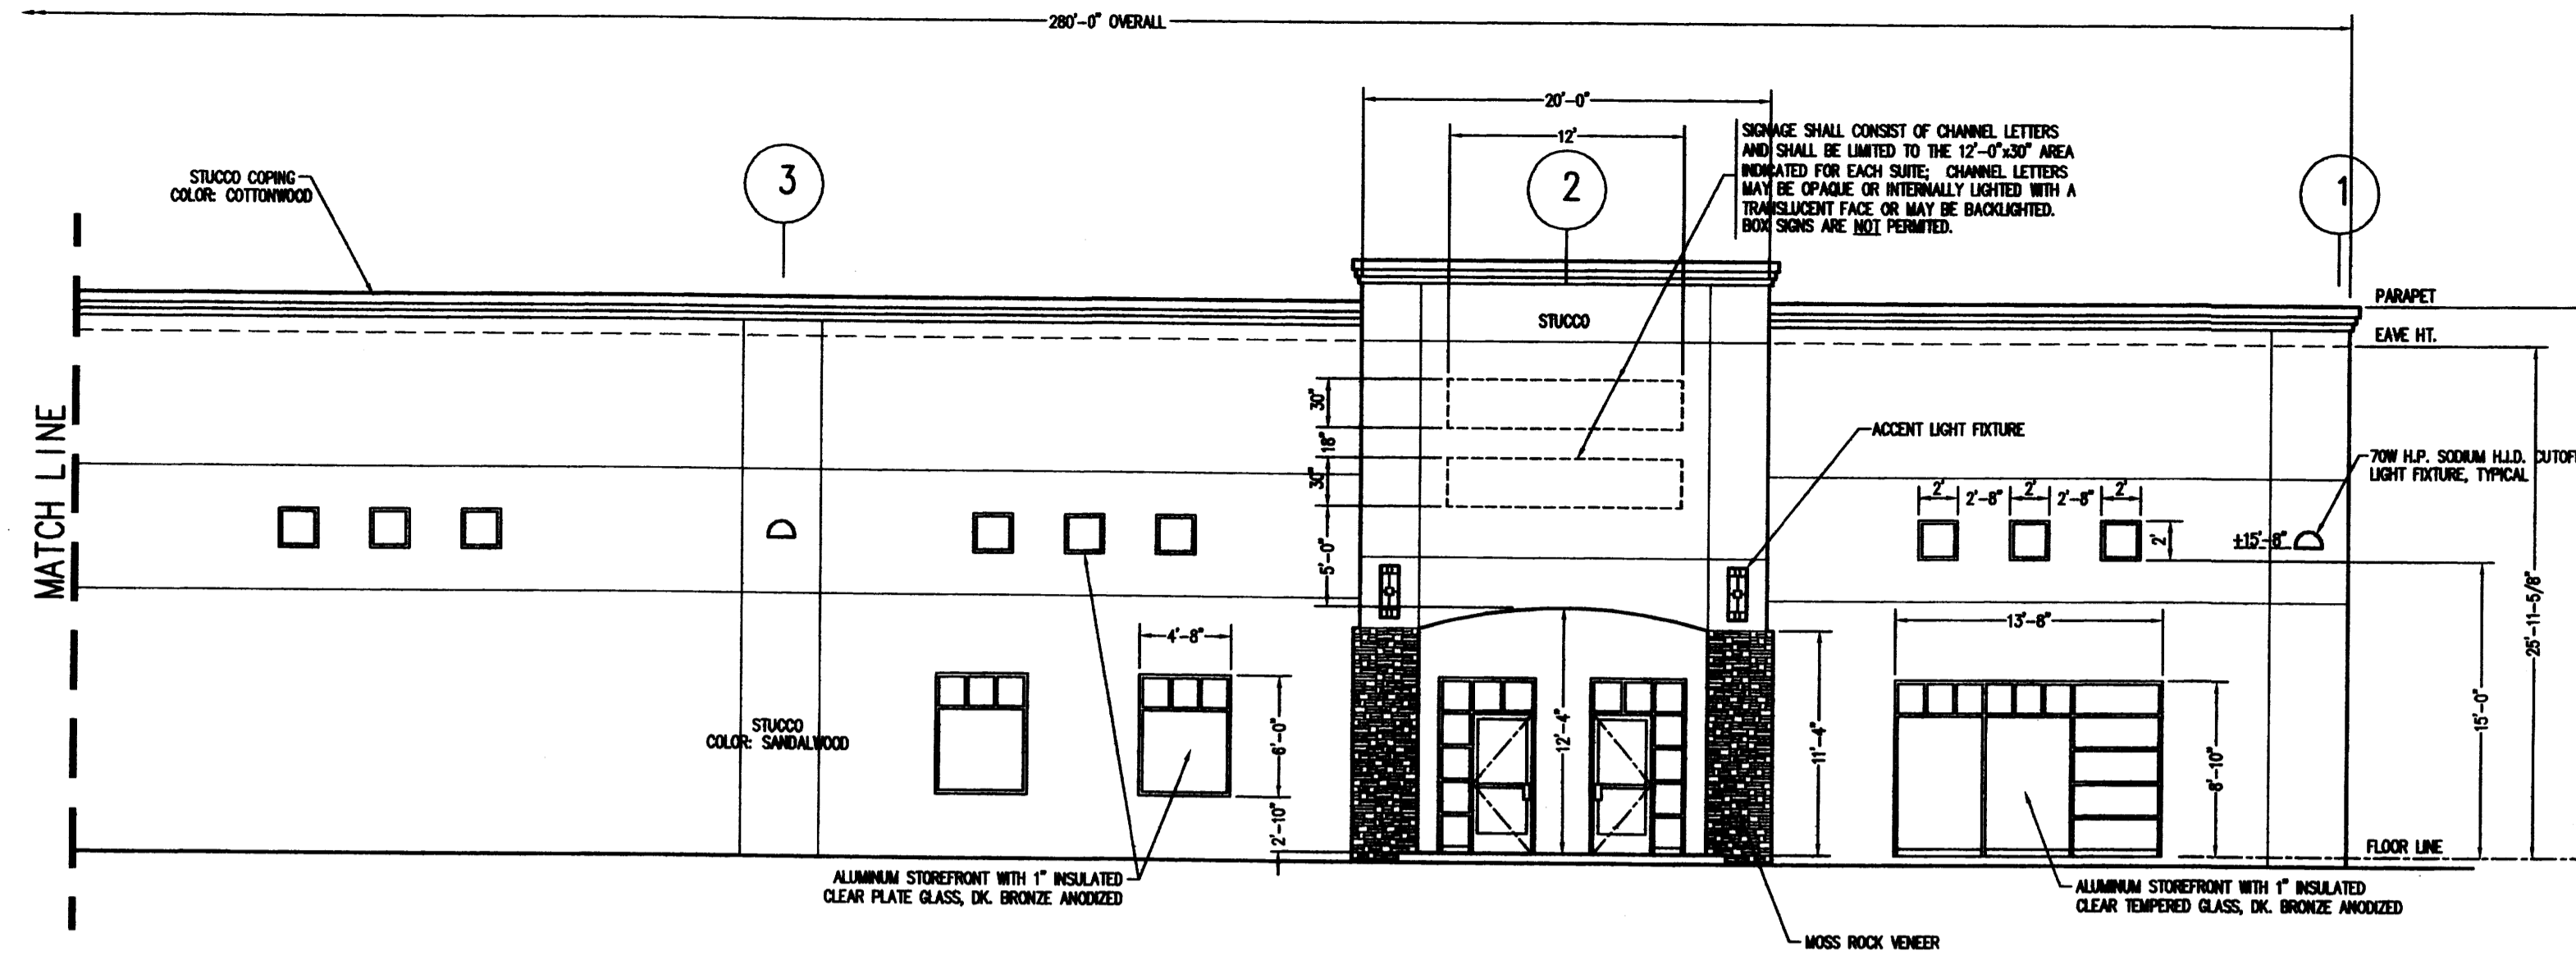 280'-0" OVERALL
20'-0"
12'
SIGNAGE SHALL CONSIST OF CHANNEL LETTERS
AND SHALL BE LIMITED TO THE 12'-0"x30" AREA
INDICATED FOR EACH SUITE; CHANNEL LETTERS
MAY BE OPAQUE OR INTERNALLY LIGHTED WITH A
TRANSLUCENT FACE OR MAY BE BACKLIGHTED.
BOX SIGNS ARE NOT PERMITED.
STUCCO COPING
COLOR: COTTONWOOD
3
2
1
PARAPET
EAVE HT.
STUCCO
30"
18"
30"
5'-0"
ACCENT LIGHT FIXTURE
70W H.P. SODIUM H.I.D. CUTOF
LIGHT FIXTURE, TYPICAL
2'
2'-8"
2'
2'-8"
2'
2'
±15'-8"
MATCH LINE
4'-8"
6'-0"
2'-10"
STUCCO
COLOR: SANDALWOOD
12'-4"
11'-4"
13'-8"
8'-10"
15'-0"
25'-11-5/8"
FLOOR LINE
ALUMINUM STOREFRONT WITH 1" INSULATED
CLEAR PLATE GLASS, DK. BRONZE ANODIZED
ALUMINUM STOREFRONT WITH 1" INSULATED
CLEAR TEMPERED GLASS, DK. BRONZE ANODIZED
MOSS ROCK VENEER